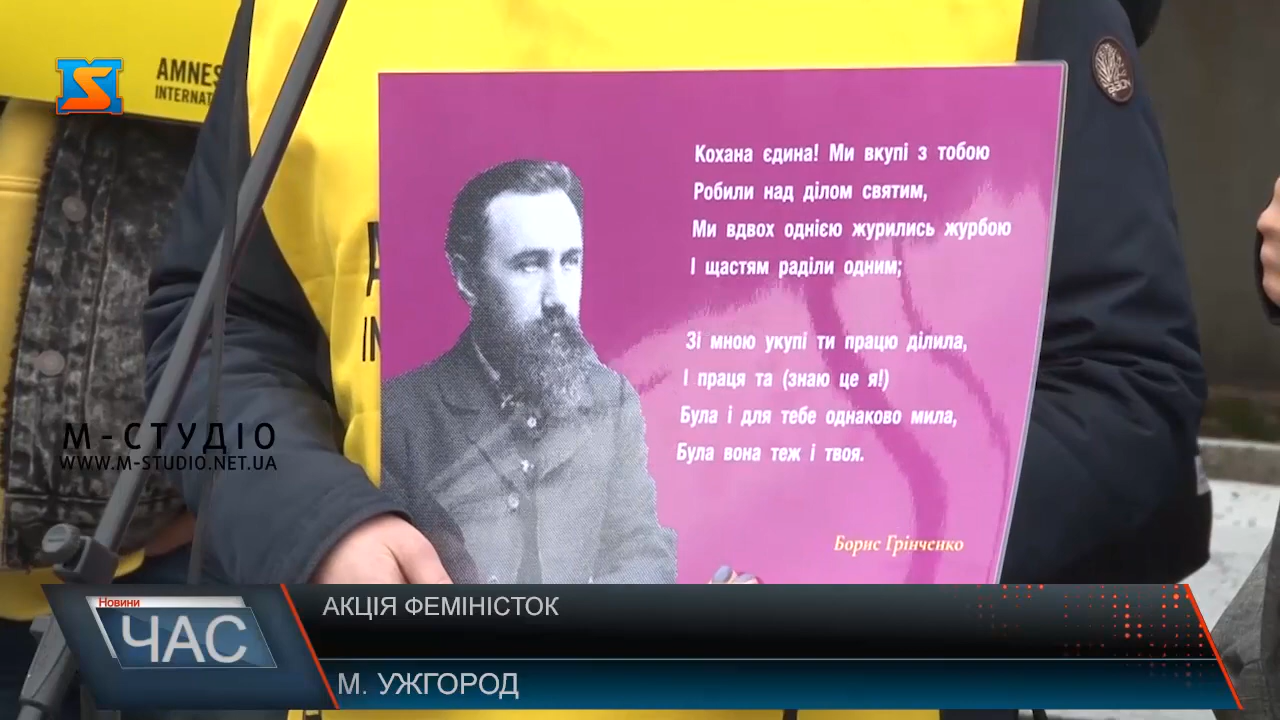 AMNES
INTERNAT
Кохана єдина! Ми вкупі з тобою
Робили над ділом святим,
Ми вдвох однією журились журбою
І щастям раділи одним;
Зі мною укупі ти працю ділила,
І праця та (знаю це я!)
Була і для тебе однаково мила,
Була вона теж і твоя.
Борис Грінченко
М-СТУДІО
WWW.M-STUDIO.NET.UA
Новини
ЧАС
АКЦІЯ ФЕМІНІСТОК
М. УЖГОРОД